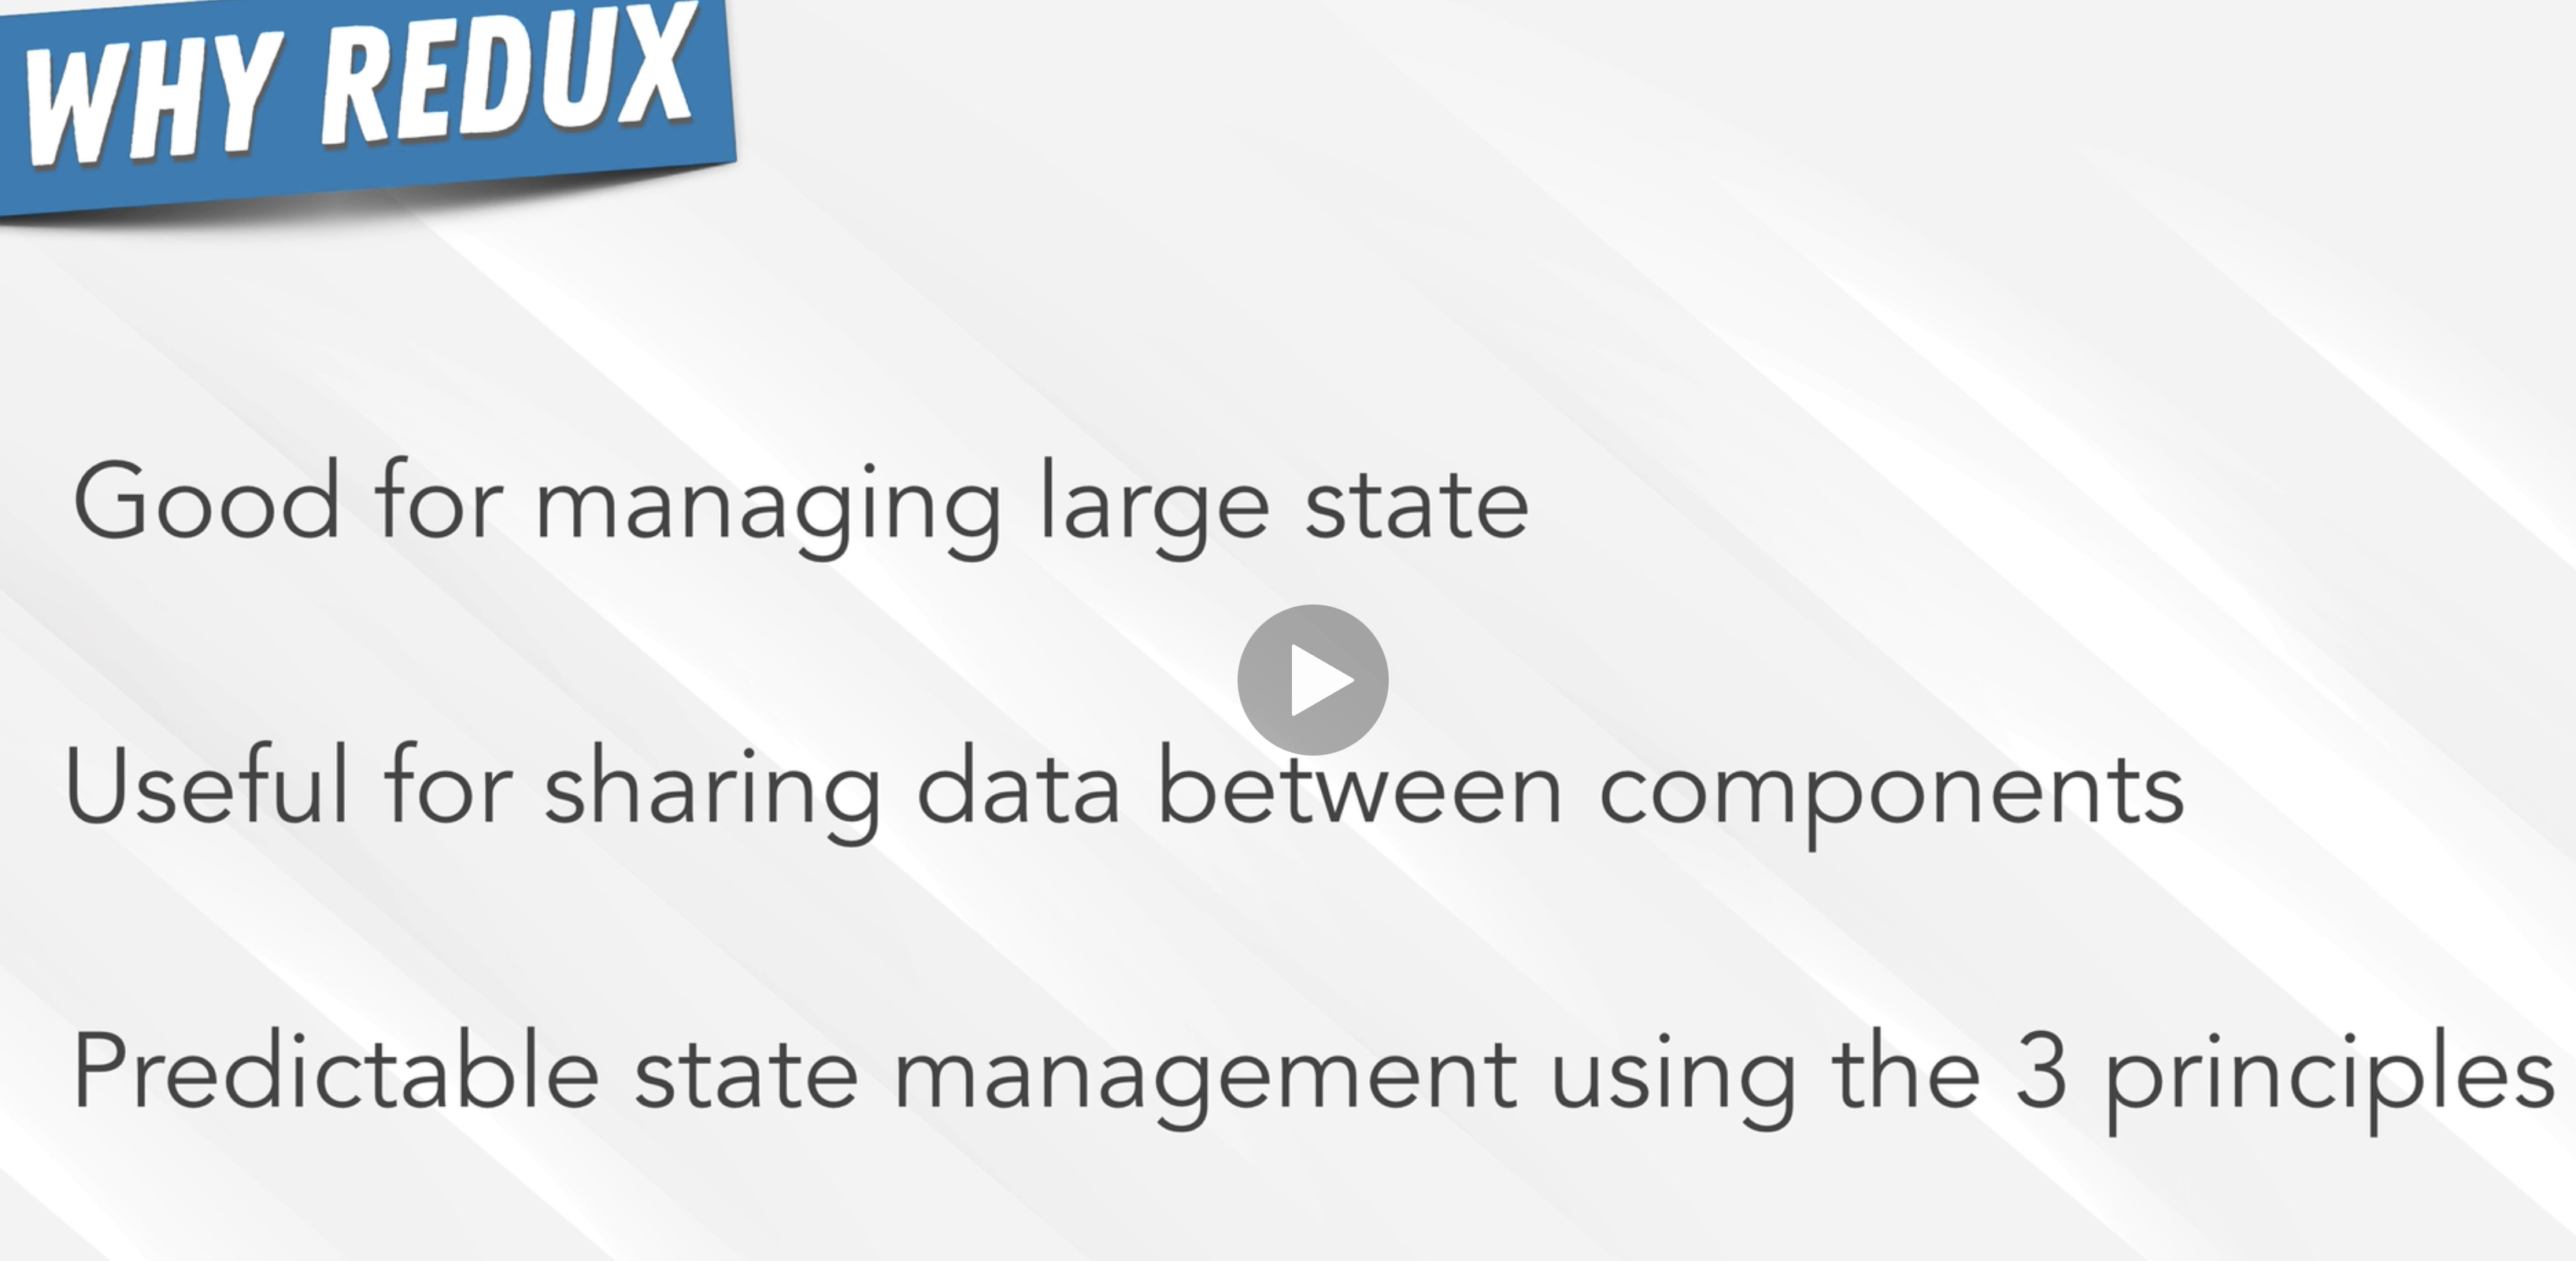 WHY REDUX
Good for managing large state
Useful for sharing data between components
Predictable state management using the 3 principles